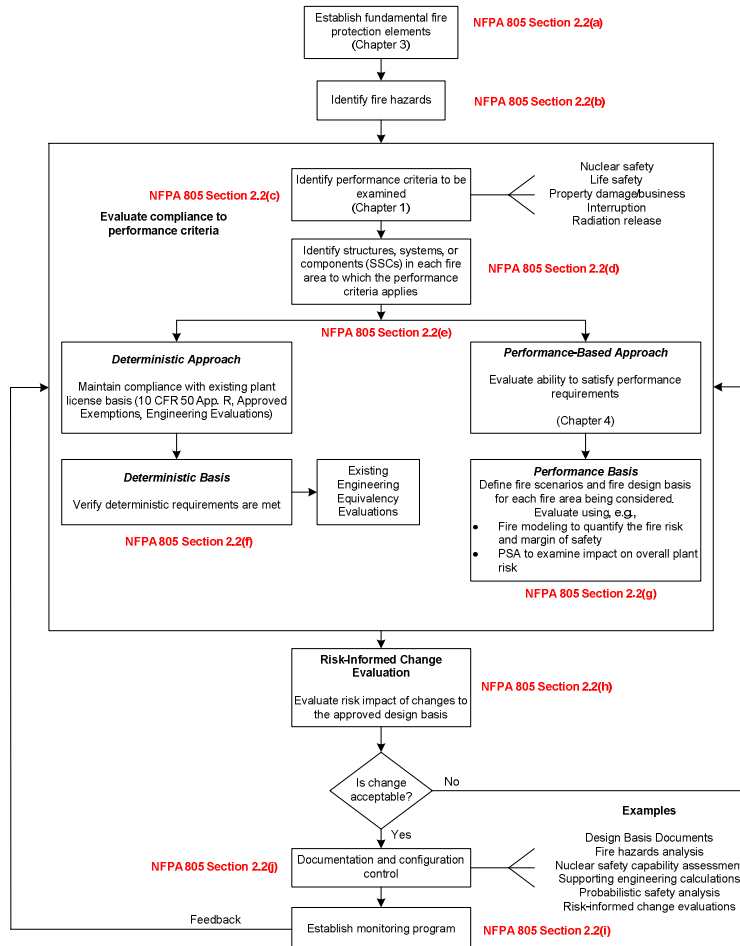 Establish fundamental fire
protection elements
(Chapter 3)
NFPA 805 Section 2.2(a)
Identify fire hazards
NFPA 805 Section 2.2(b)
NFPA 805 Section 2.2(c)
Identify performance criteria to be
examined
(Chapter 1)
Nuclear safety
Life safety
Property damage/business
Interruption
Radiation release
Evaluate compliance to
performance criteria
Identify structures, systems, or
components (SSCs) in each fire
area to which the performance
criteria applies
NFPA 805 Section 2.2(d)
NFPA 805 Section 2.2(e)
Deterministic Approach
Maintain compliance with existing plant
license basis (10 CFR 50 App. R, Approved
Exemptions, Engineering Evaluations)
Performance-Based Approach
Evaluate ability to satisfy performance
requirements
(Chapter 4)
Deterministic Basis
Verify deterministic requirements are met
Existing
Engineering
Equivalency
Evaluations
NFPA 805 Section 2.2(f)
Performance Basis
Define fire scenarios and fire design basis
for each fire area being considered.
Evaluate using, e.g.,
• Fire modeling to quantify the fire risk
and margin of safety
• PSA to examine impact on overall plant
risk
NFPA 805 Section 2.2(g)
Risk-Informed Change
Evaluation
Evaluate risk impact of changes to
the approved design basis
NFPA 805 Section 2.2(h)
Is change
acceptable?
No
Yes
Examples
Design Basis Documents
Fire hazards analysis
Nuclear safety capability assessment
Supporting engineering calculations
Probabilistic safety analysis
Risk-informed change evaluations
NFPA 805 Section 2.2(j)
Documentation and configuration
control
Feedback
Establish monitoring program
NFPA 805 Section 2.2(i)